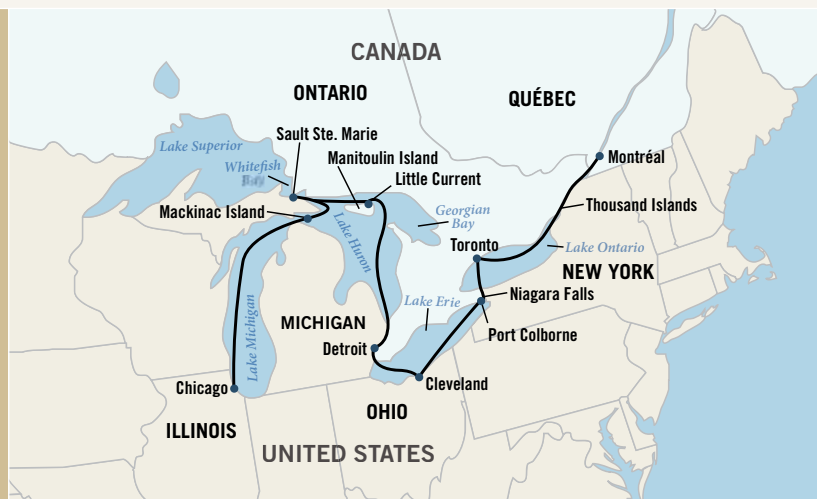 CANADA
ONTARIO
QUÉBEC
Sault Ste. Marie
Lake Superior
Manitoulin Island
Whitefish
Little Current
Montréal
Mackinac Island
Georgian
Bay
Thousand Islands
Lake Huron
Toronto
Lake Ontario
NEW YORK
Niagara Falls
Lake Erie
Lake Michigan
MICHIGAN
Port Colborne
Detroit
Cleveland
Chicago
OHIO
ILLINOIS
UNITED STATES